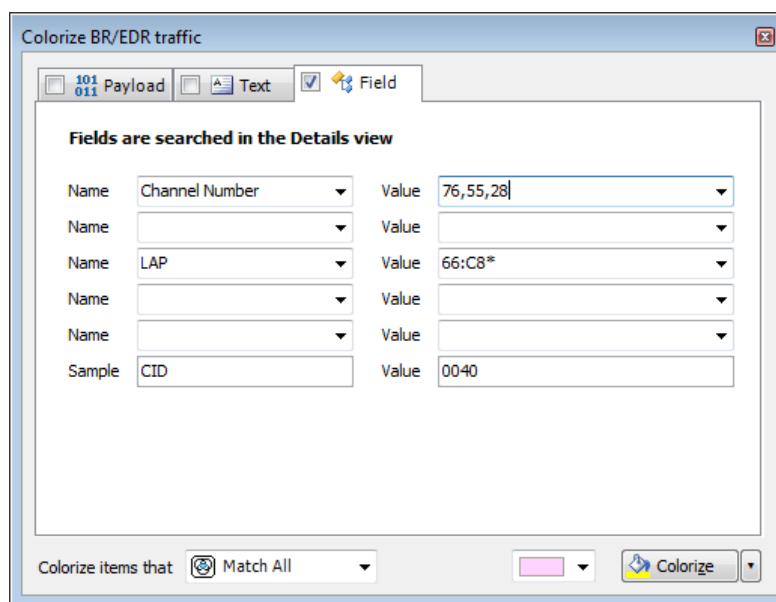 Colorize BR/EDR traffic
101 011 Payload Text Field
Fields are searched in the Details view
Name Channel Number Value 76,55,28
Name Value
Name LAP Value 66:C8*
Name Value
Name Value
Sample CID Value 0040
Colorize items that Match All Colorize